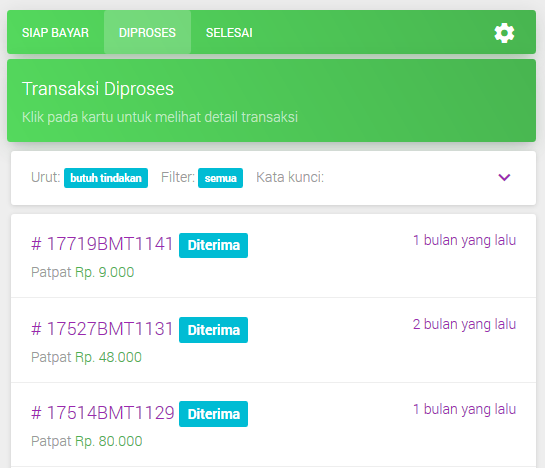 SIAP BAYAR DIPROSES SELESAI
Transaksi Diproses
Klik pada kartu untuk melihat detail transaksi
Urut: butuh tindakan Filter: semua Kata kunci:
# 17719BMT1141 Diterima 1 bulan yang lalu
Patpat Rp. 9.000
# 17527BMT1131 Diterima 2 bulan yang lalu
Patpat Rp. 48.000
# 17514BMT1129 Diterima 1 bulan yang lalu
Patpat Rp. 80.000